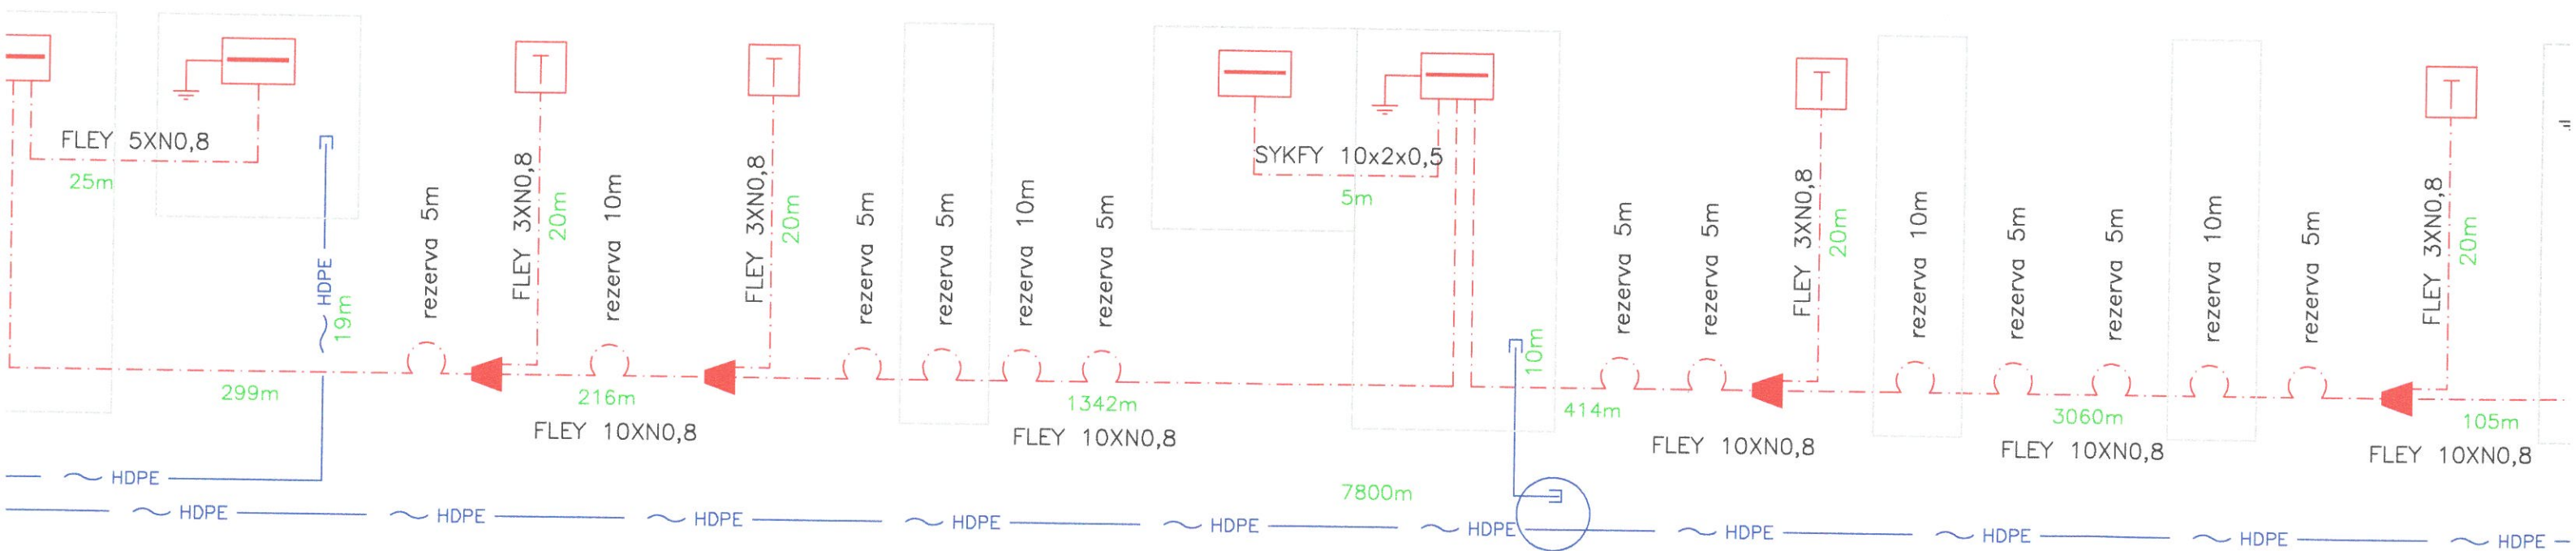 FLEY 5XN0,8
25m
HDPE
19m
rezerva 5m
FLEY 3XN0,8
20m
rezerva 10m
FLEY 3XN0,8
20m
rezerva 5m
rezerva 5m
rezerva 10m
rezerva 5m
SYKFY 10x2x0,5
5m
10m
rezerva 5m
rezerva 5m
FLEY 3XN0,8
20m
rezerva 10m
rezerva 5m
rezerva 5m
rezerva 10m
rezerva 5m
FLEY 3XN0,8
20m
T
T
T
T
299m
216m
1342m
414m
3060m
105m
FLEY 10XN0,8
FLEY 10XN0,8
FLEY 10XN0,8
FLEY 10XN0,8
FLEY 10XN0,8
HDPE
7800m
HDPE
HDPE
HDPE
HDPE
HDPE
HDPE
HDPE
HDPE
HDPE
HDPE